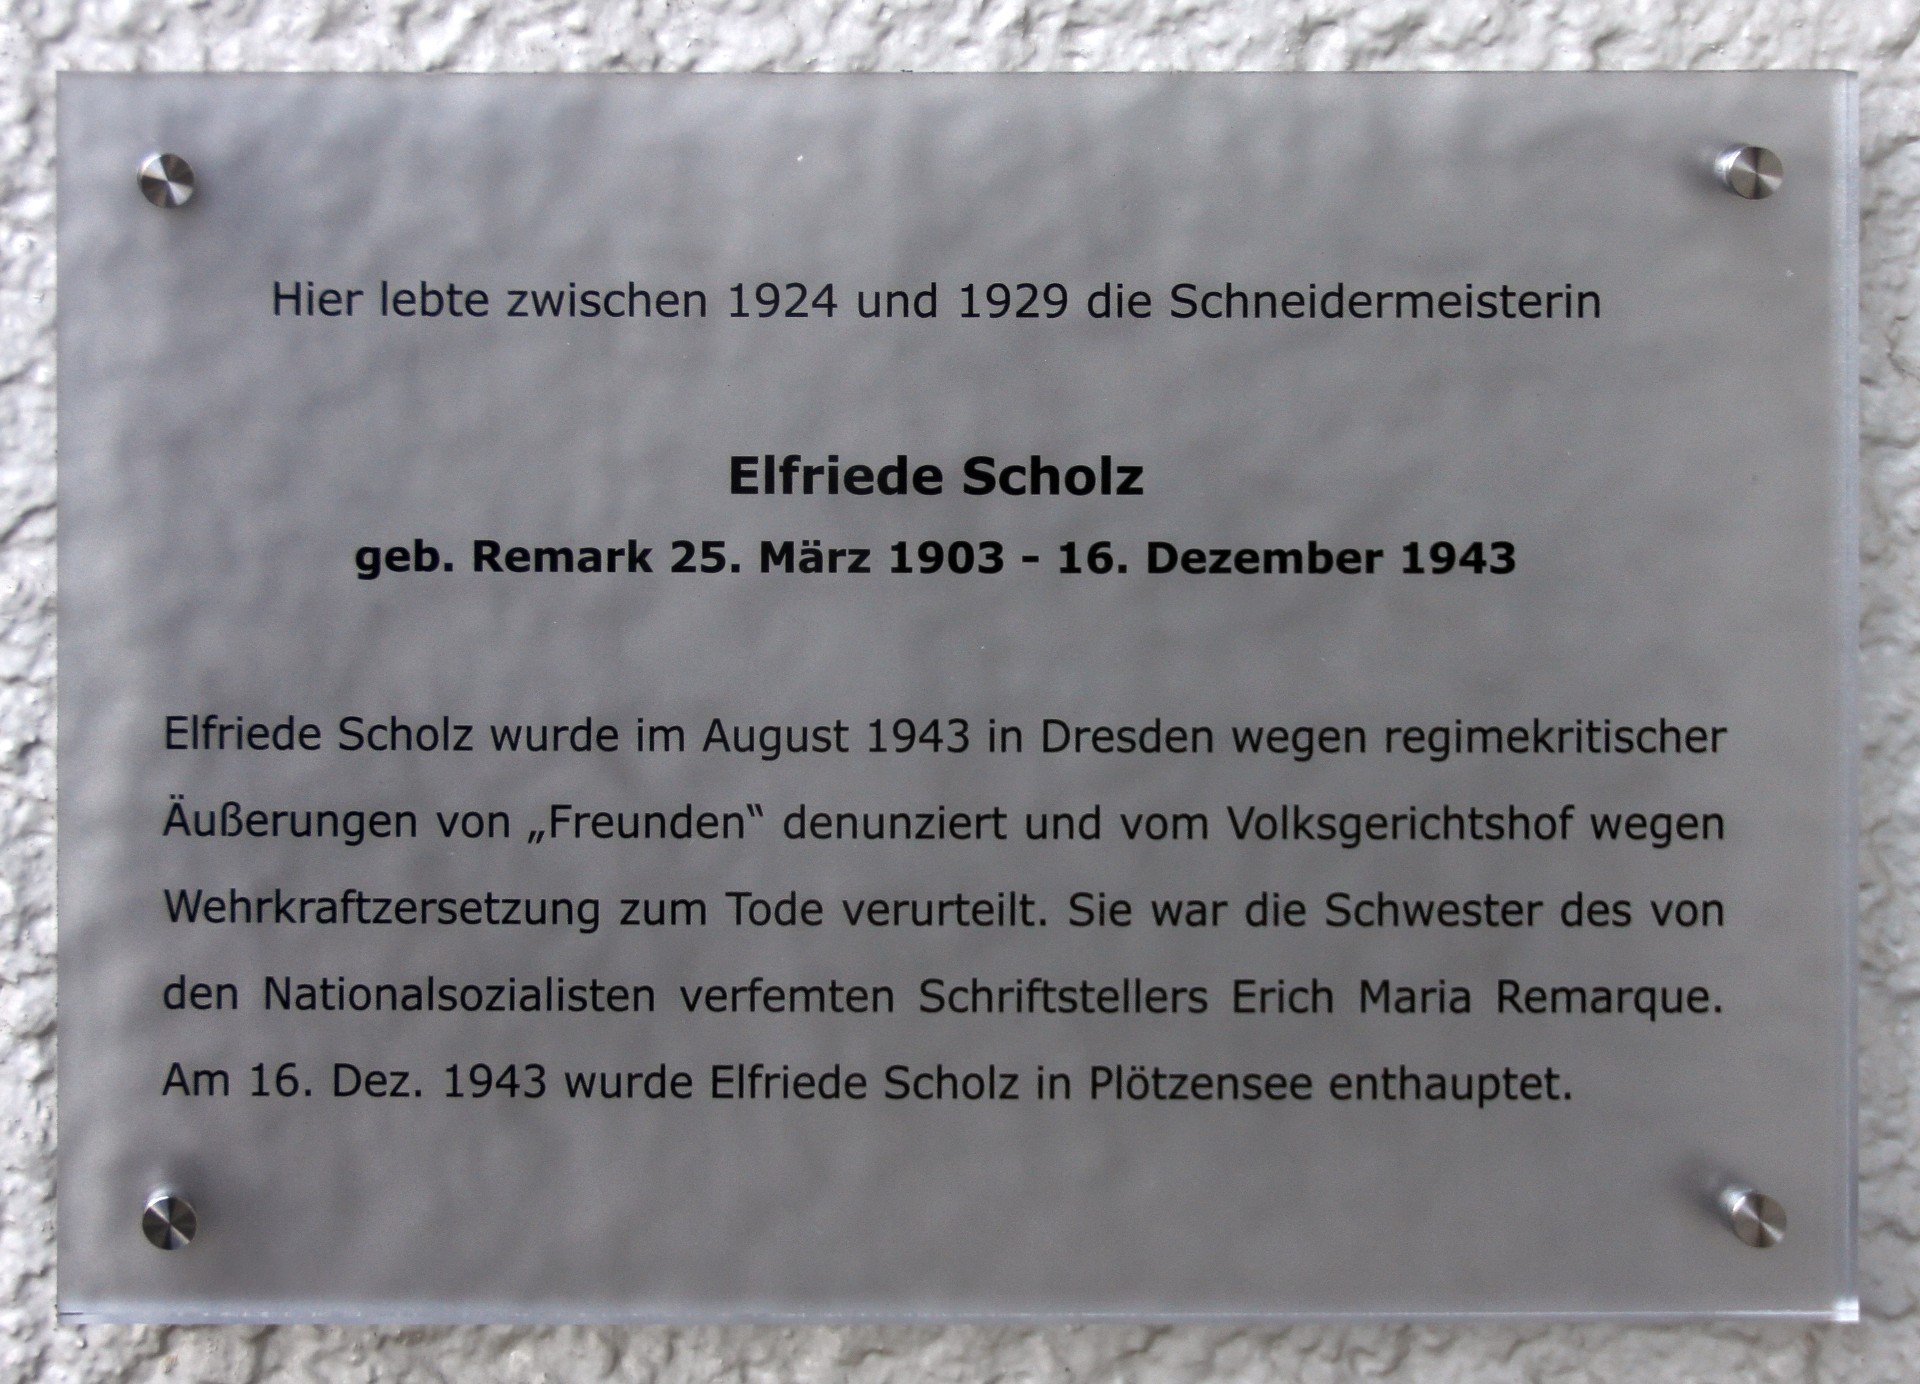 Hier lebte zwischen 1924 und 1929 die Schneidermeisterin
Elfriede Scholz
geb. Remark 25. März 1903 - 16. Dezember 1943
Elfriede Scholz wurde im August 1943 in Dresden wegen regimekritischer
Äußerungen von „Freunden“ denunziert und vom Volksgerichtshof wegen
Wehrkraftzersetzung zum Tode verurteilt. Sie war die Schwester des von
den Nationalsozialisten verfemten Schriftstellers Erich Maria Remarque.
Am 16. Dez. 1943 wurde Elfriede Scholz in Plötzensee enthauptet.